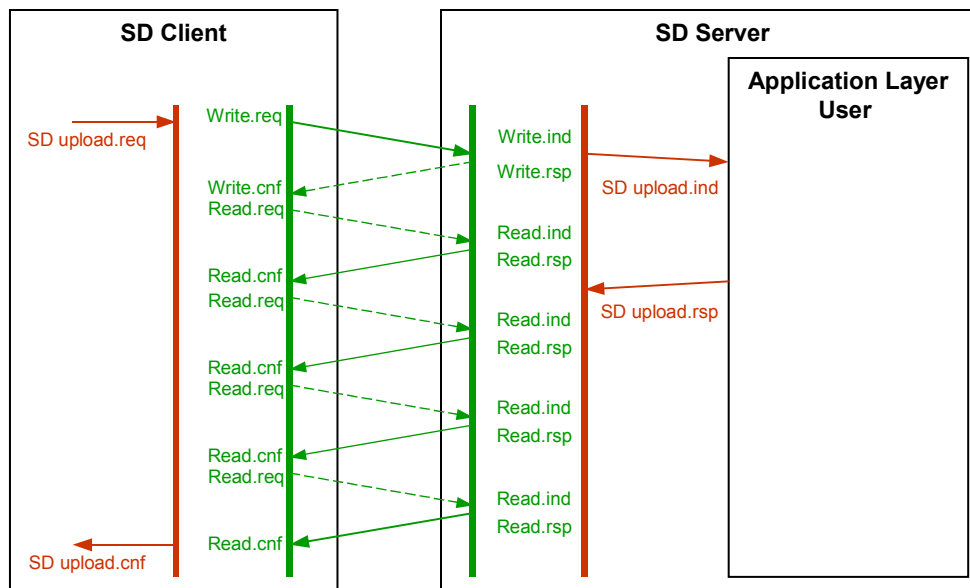 SD Client
SD Server
Application Layer
User
Write.req
SD upload.req
Write.ind
Write.rsp
SD upload.ind
Write.cnf
Read.req
Read.ind
Read.rsp
Read.cnf
Read.req
SD upload.rsp
Read.ind
Read.rsp
Read.cnf
Read.req
Read.ind
Read.rsp
Read.cnf
Read.req
Read.ind
Read.rsp
Read.cnf
SD upload.cnf